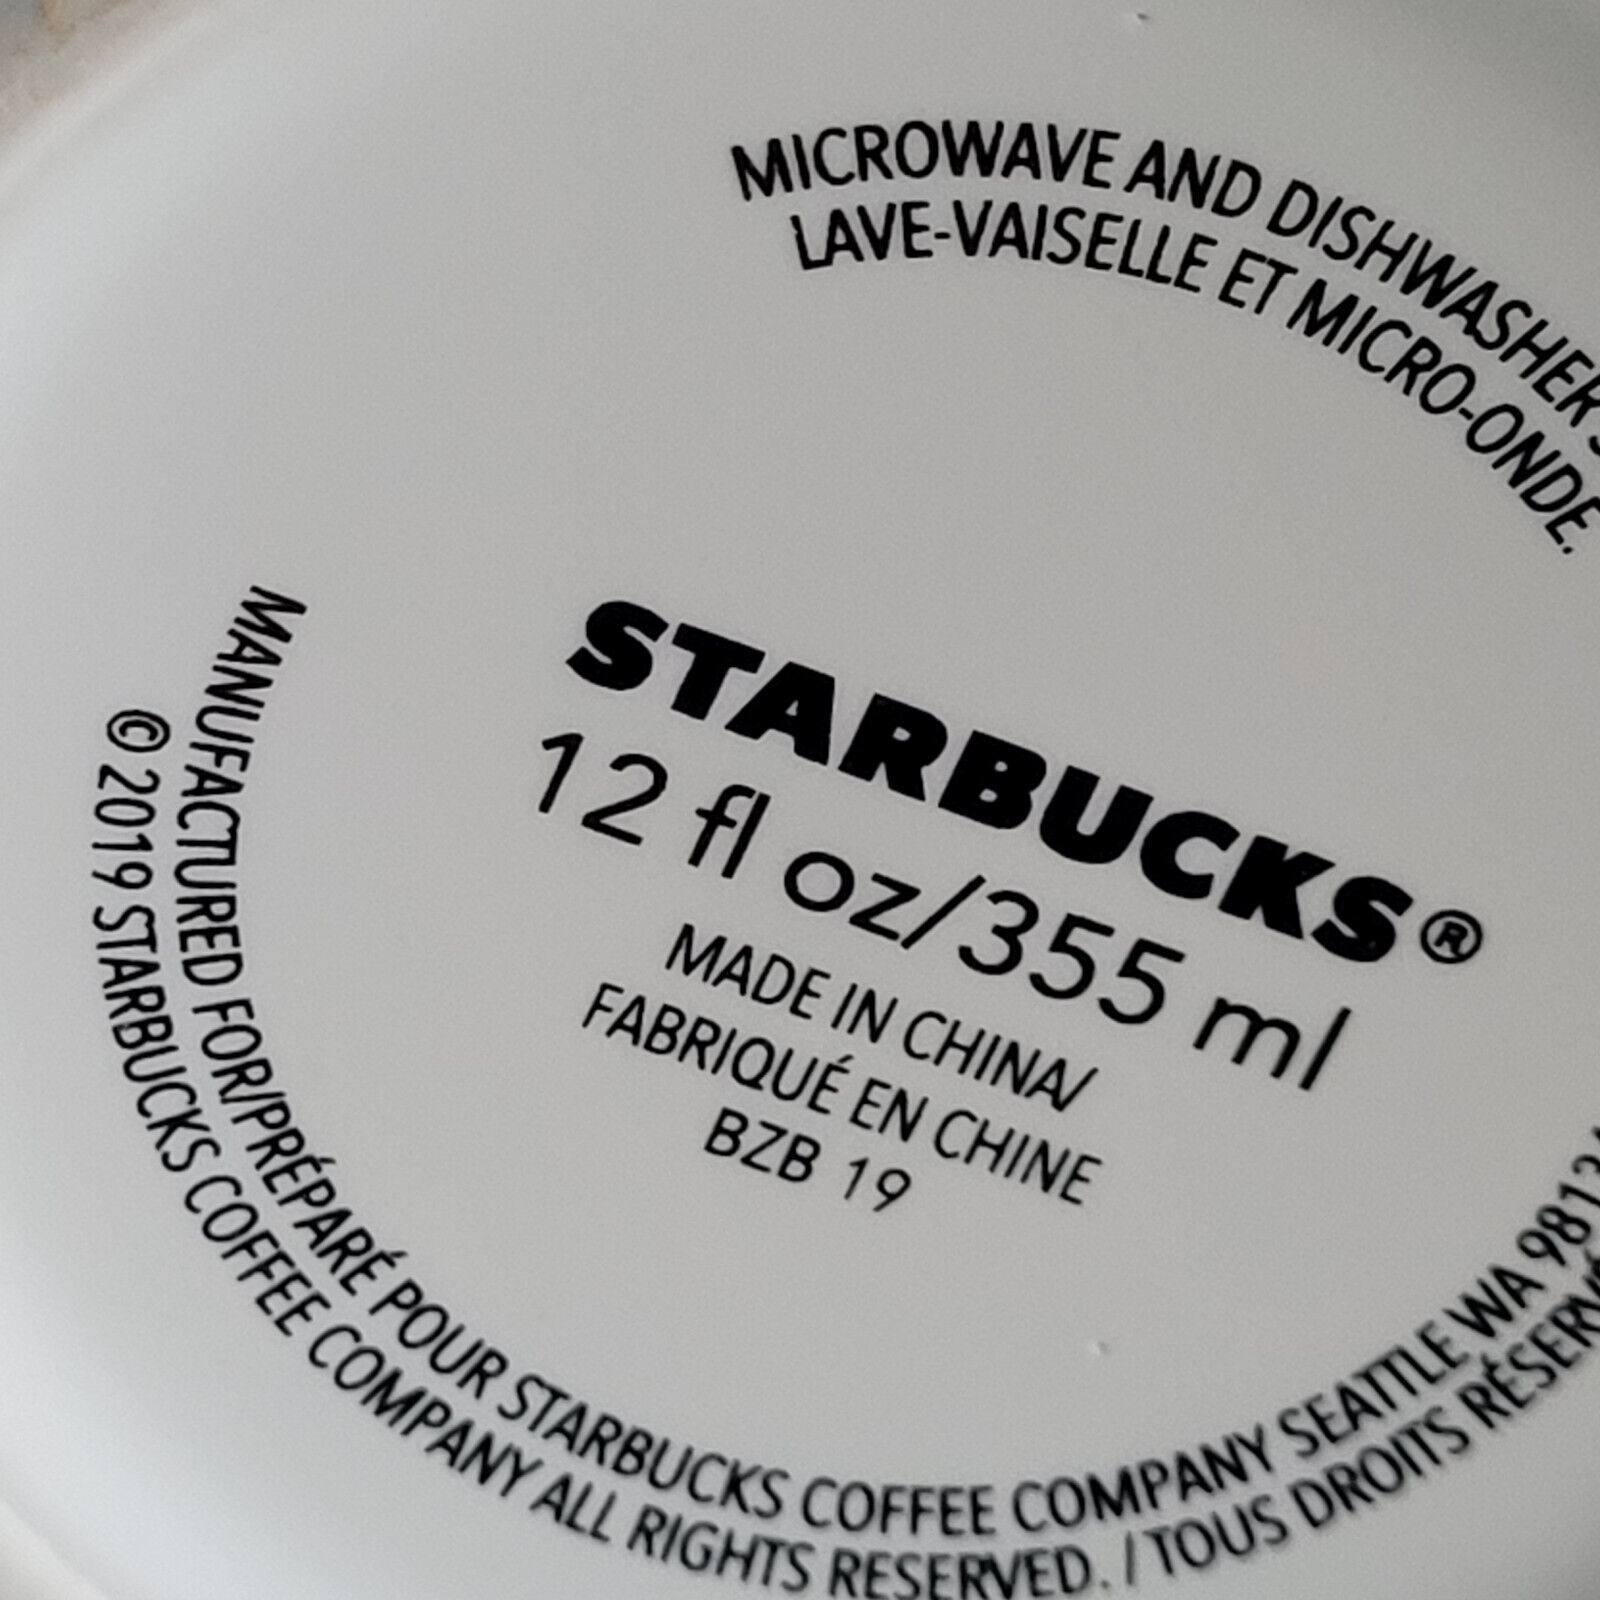 MICROWAVE AND DISHWASHER
LAVE-VAISELLE ET MICRO-ONDE.
STARBUCKS®
12 fl oz/355 ml
MADE IN CHINA/
FABRIQUÉ EN CHINE
BZB 19
MANUFACTURED FOR/PRÉPARÉ POUR STARBUCKS COFFEE COMPANY SEATTLE WA
© 2019 STARBUCKS COFFEE COMPANY ALL RIGHTS RESERVED. / TOUS DROITS